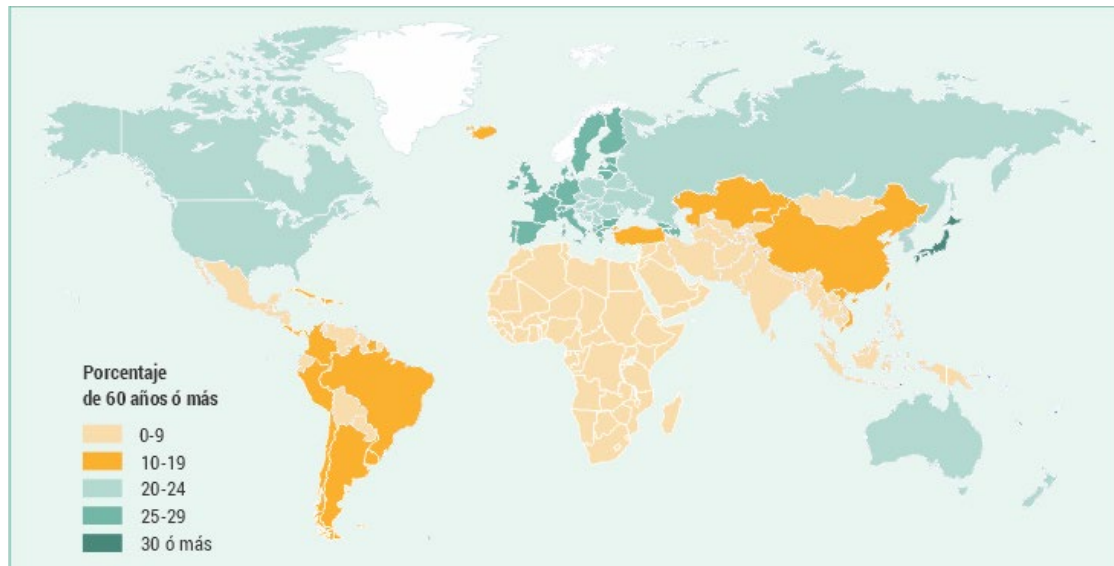 Porcentaje
de 60 años ó más
0-9
10-19
20-24
25-29
30 ó más